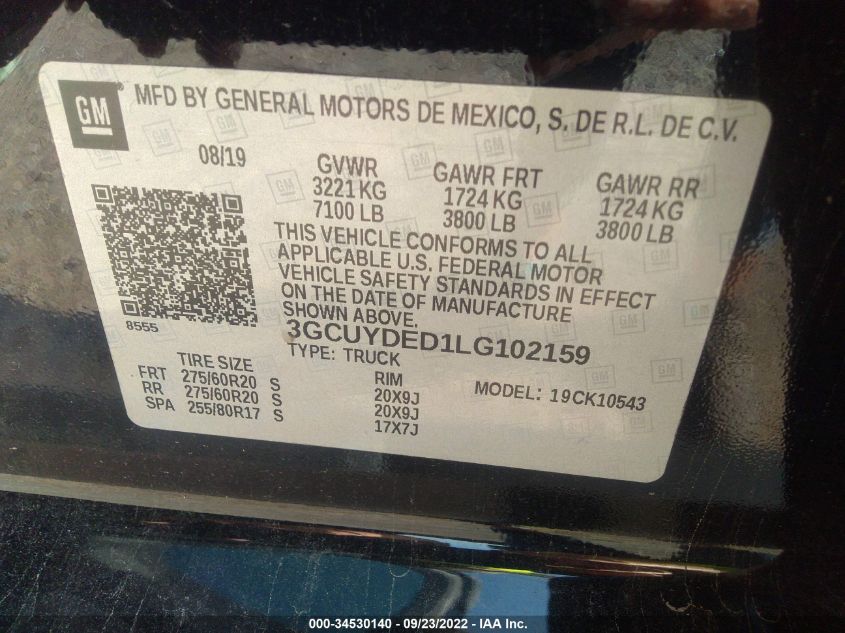 GM MFD BY GENERAL MOTORS DE MEXICO, S. DE R.L. DE C.V.
08/19 GVWR GAWR FRT GAWR RR
3221 KG 1724 KG 1724 KG
7100 LB 3800 LB 3800 LB
THIS VEHICLE CONFORMS TO ALL
APPLICABLE U.S. FEDERAL MOTOR
VEHICLE SAFETY STANDARDS IN EFFECT
ON THE DATE OF MANUFACTURE
SHOWN ABOVE.
8555
3GCUYDED1LG102159
TYPE: TRUCK
TIRE SIZE RIM MODEL: 19CK10543
FRT 275/60R20 S 20X9J
RR 275/60R20 S 20X9J
SPA 255/80R17 S 17X7J
000-34530140 - 09/23/2022 - IAA Inc.